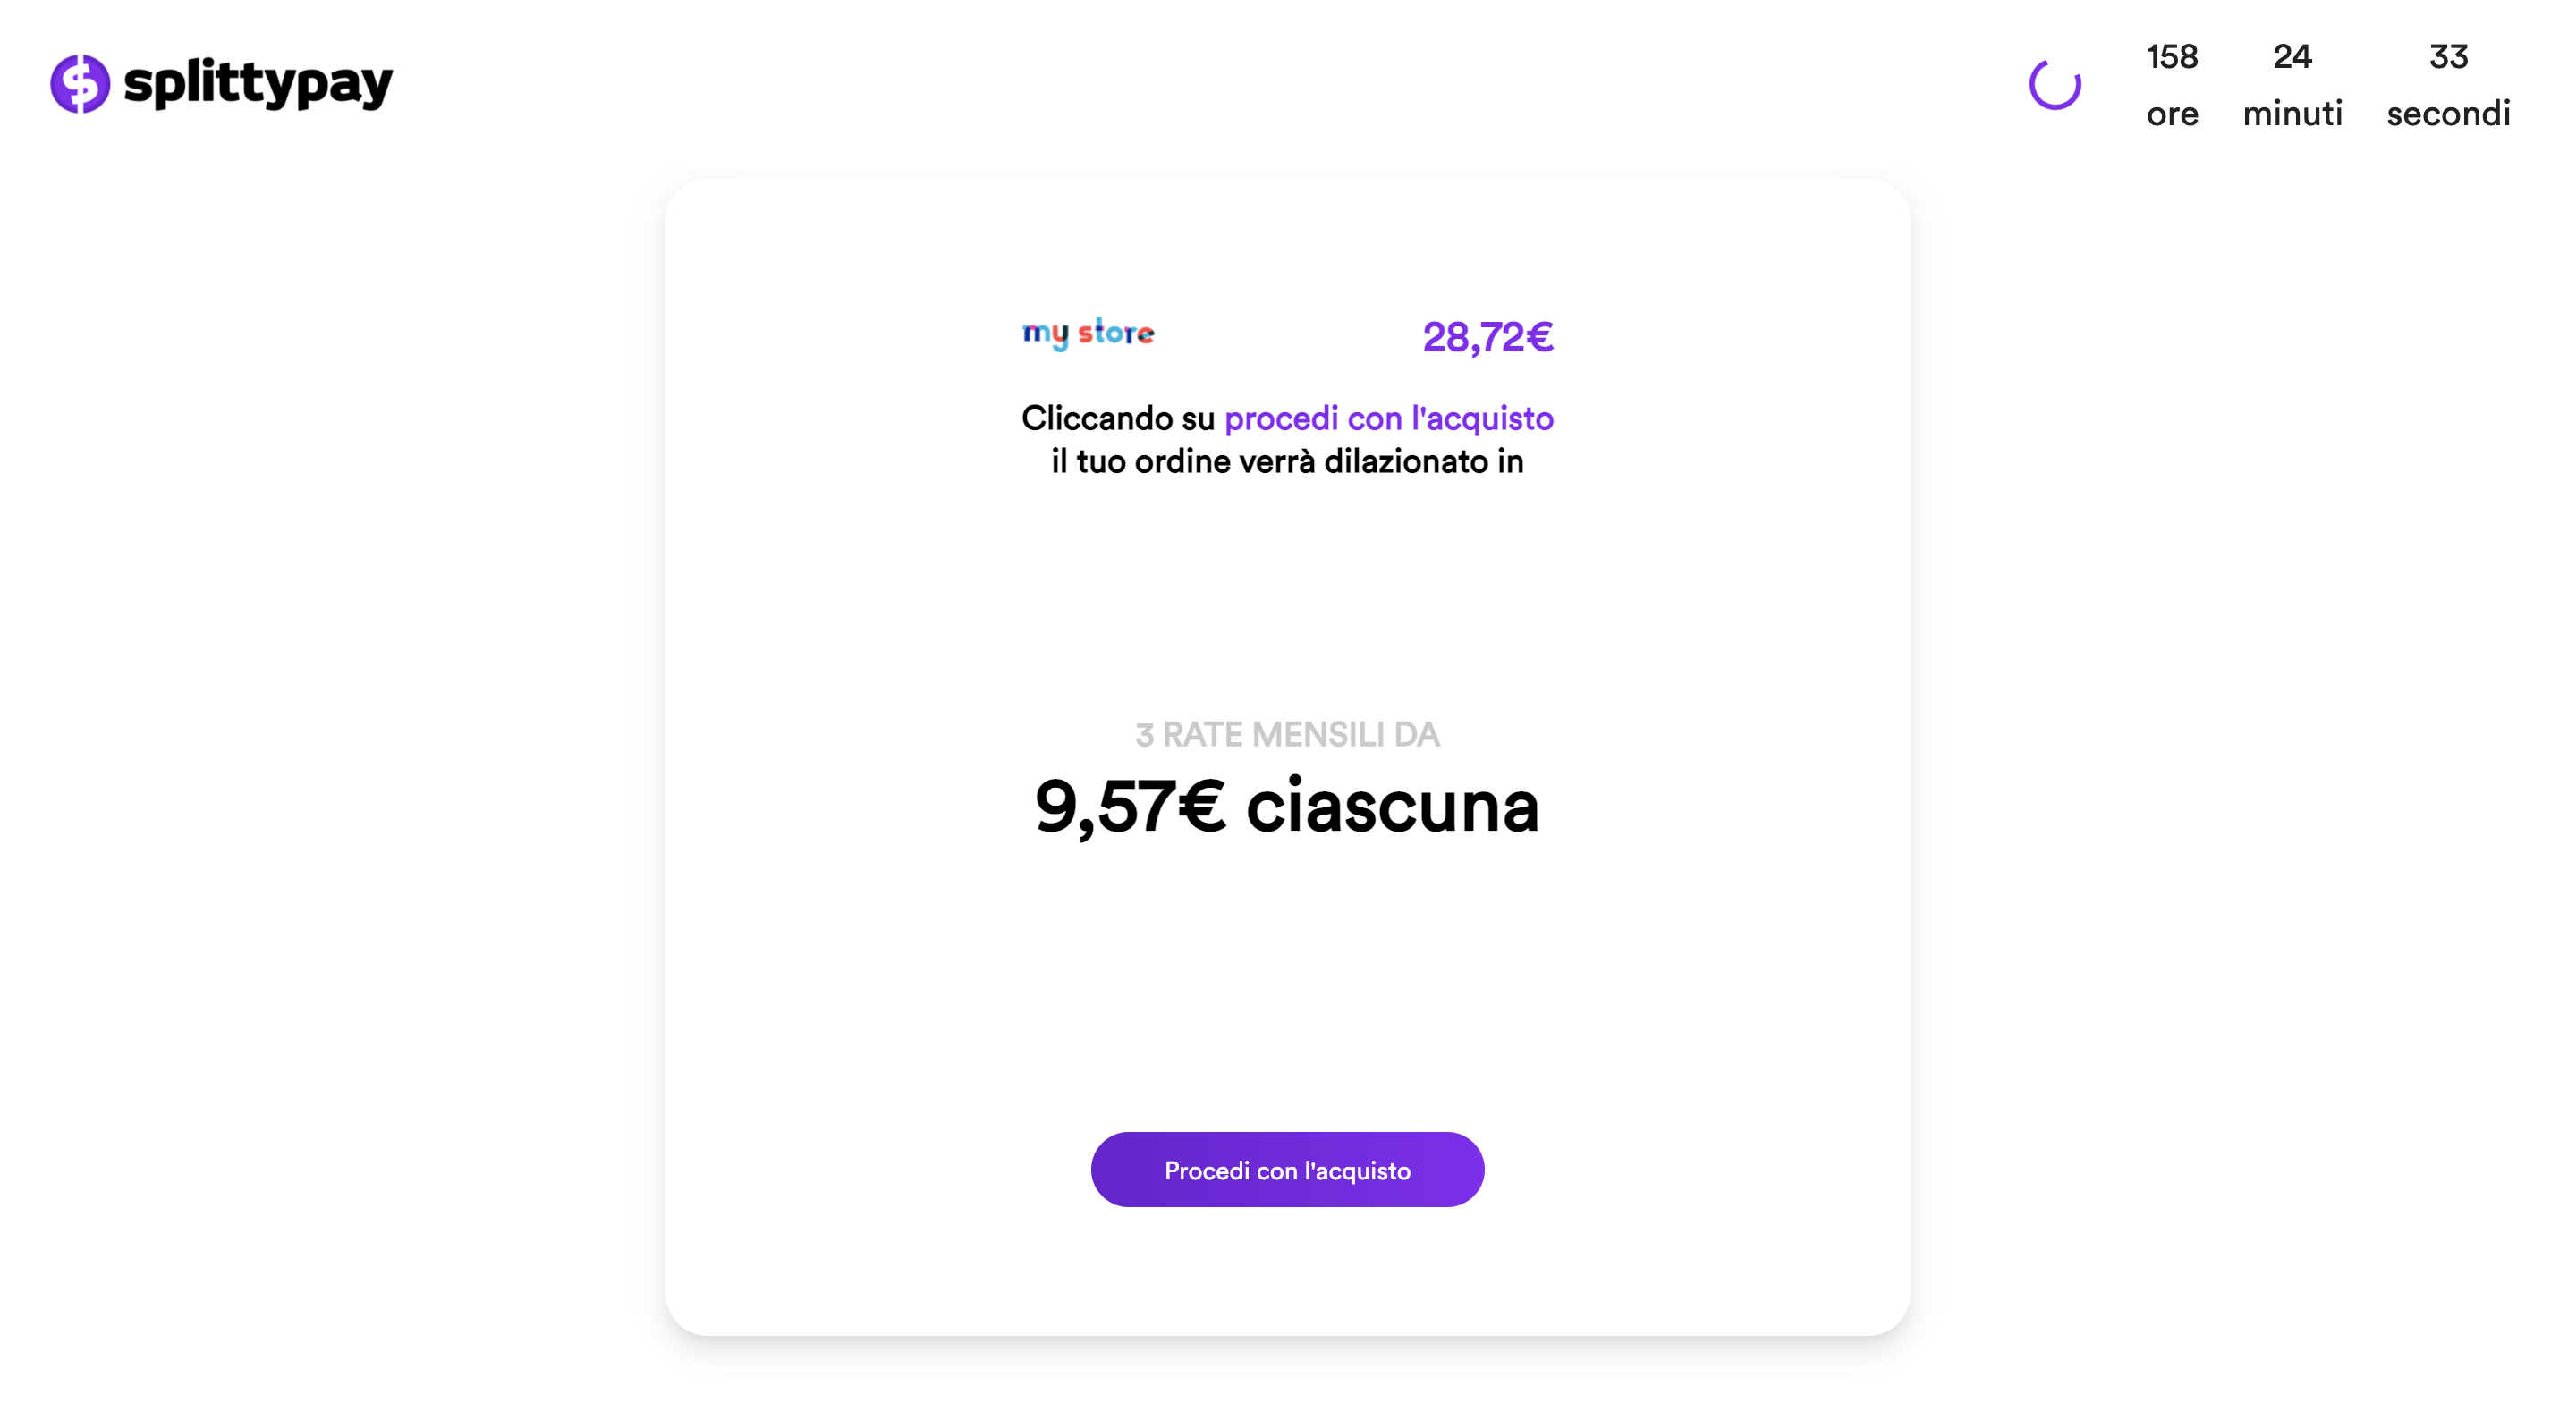 splittypay
158 24 33
ore minuti secondi
my store 28,72€
Cliccando su procedi con l'acquisto
il tuo ordine verrà dilazionato in
3 RATE MENSILI DA
9,57€ ciascuna
Procedi con l'acquisto